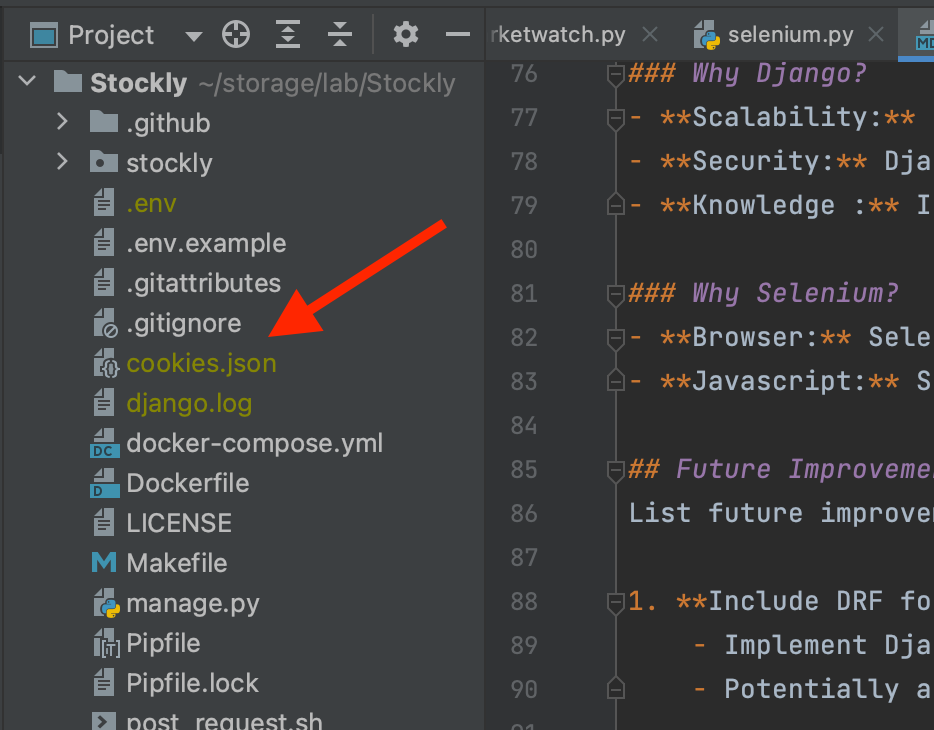 Project
rketwatch.py
selenium.py
MD
Stockly ~/storage/lab/Stockly
.github
stockly
.env
.env.example
.gitattributes
.gitignore
cookies.json
django.log
DC docker-compose.yml
D Dockerfile
LICENSE
Makefile
manage.py
Pipfile
Pipfile.lock
post_request.sh
76 ### Why Django?
77 - **Scalability:**
78 - **Security:** Dja
79 - **Knowledge :** I
80
81 ### Why Selenium?
82 - **Browser:** Sele
83 - **Javascript:** S
84
85 ## Future Improveme
86 List future improve
87
88 1. **Include DRF fo
89 - Implement Dja
90 - Potentially a
91